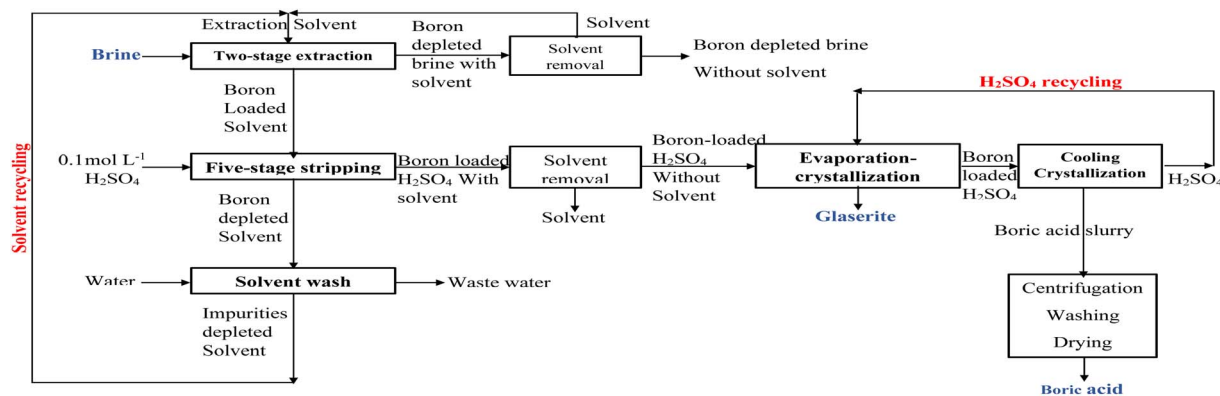 Extraction Solvent
Solvent
Brine
Two-stage extraction
Boron
depleted
brine with
solvent
Solvent
removal
Boron depleted brine
Without solvent
Boron
Loaded
Solvent
H₂SO₄ recycling
Solvent recycling
0.1mol L⁻¹
H₂SO₄
Five-stage stripping
Boron loaded
H₂SO₄ With
solvent
Solvent
removal
Boron-loaded
H₂SO₄
Without
Solvent
Evaporation-
crystallization
Boron
loaded
H₂SO₄
Cooling
Crystallization
H₂SO₄
Boron
depleted
Solvent
Solvent
Glaserite
Boric acid slurry
Water
Solvent wash
Waste water
Impurities
depleted
Solvent
Centrifugation
Washing
Drying
Boric acid